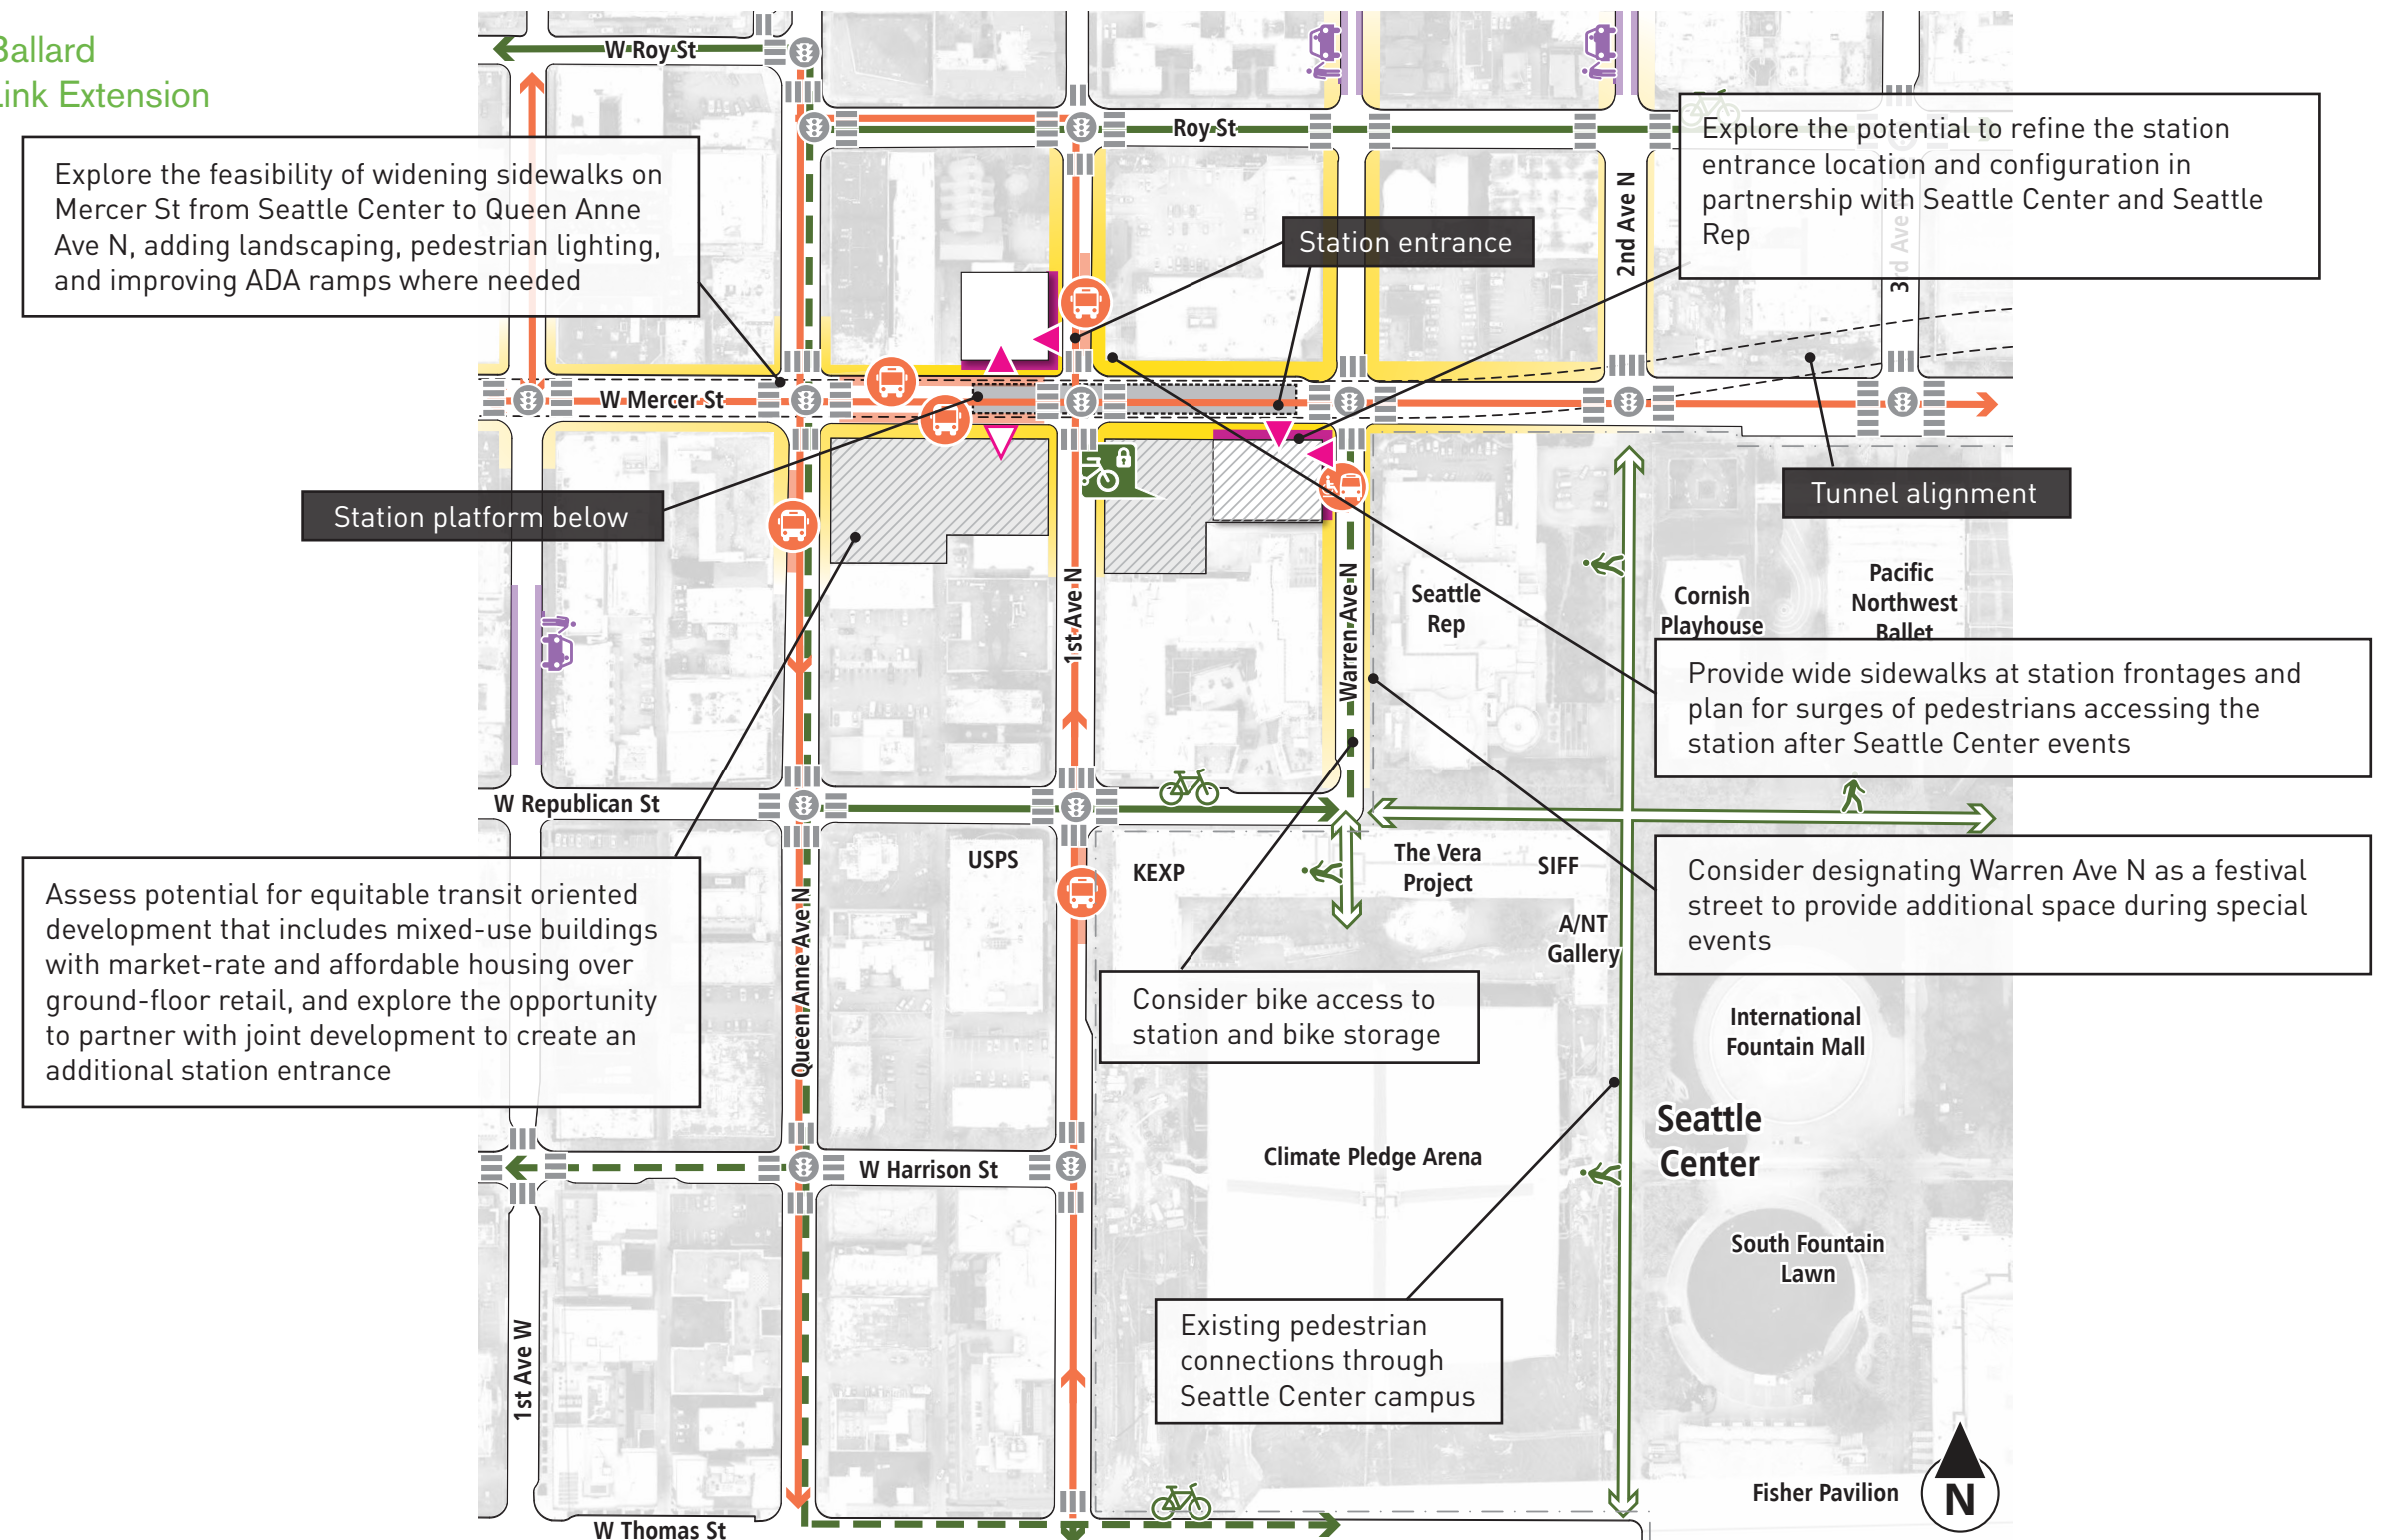 Ballard
Link Extension
W Roy St
Roy St
Explore the feasibility of widening sidewalks on
Mercer St from Seattle Center to Queen Anne
Ave N, adding landscaping, pedestrian lighting,
and improving ADA ramps where needed
Explore the potential to refine the station
entrance location and configuration in
partnership with Seattle Center and Seattle
Rep
Station entrance
2nd Ave N
3rd Ave N
W Mercer St
Station platform below
Tunnel alignment
1st Ave N
Warren Ave N
Seattle
Rep
Cornish
Playhouse
Pacific
Northwest
Ballet
Provide wide sidewalks at station frontages and
plan for surges of pedestrians accessing the
station after Seattle Center events
W Republican St
USPS
KEXP
The Vera
Project
SIFF
A/NT
Gallery
Consider designating Warren Ave N as a festival
street to provide additional space during special
events
Assess potential for equitable transit oriented
development that includes mixed-use buildings
with market-rate and affordable housing over
ground-floor retail, and explore the opportunity
to partner with joint development to create an
additional station entrance
Queen Anne Ave N
Consider bike access to
station and bike storage
International
Fountain Mall
Seattle
Center
W Harrison St
Climate Pledge Arena
South Fountain
Lawn
Existing pedestrian
connections through
Seattle Center campus
1st Ave W
Fisher Pavilion
N
W Thomas St